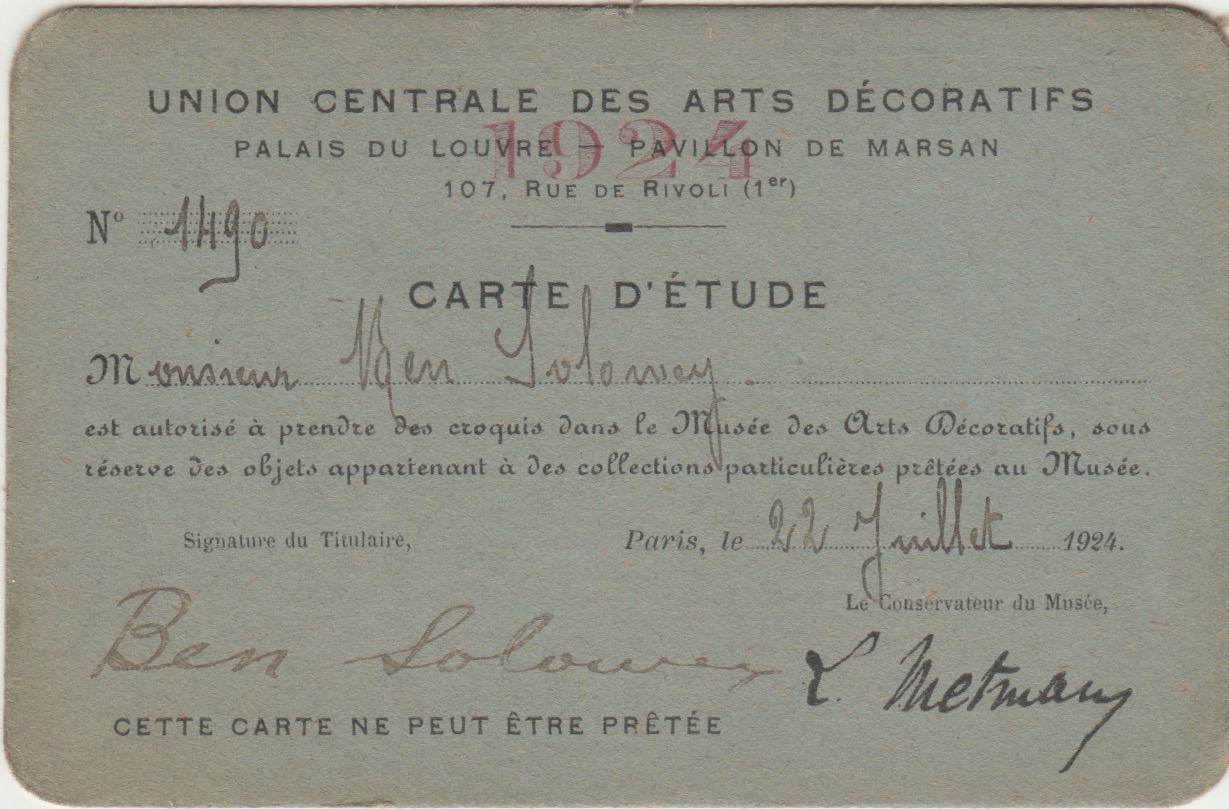 UNION CENTRALE DES ARTS DÉCORATIFS
1924
PALAIS DU LOUVRE — PAVILLON DE MARSAN
107, RUE DE RIVOLI (1er)
N° 1490
CARTE D'ÉTUDE
Monsieur Ben Solowey.
est autorisé à prendre des croquis dans le Musée des Arts Décoratifs, sous
réserve des objets appartenant à des collections particulières prêtées au Musée.
Signature du Titulaire,
Paris, le 22 Juillet 1924.
Le Conservateur du Musée,
Ben Solowey
L. Metman
CETTE CARTE NE PEUT ÊTRE PRÊTÉE